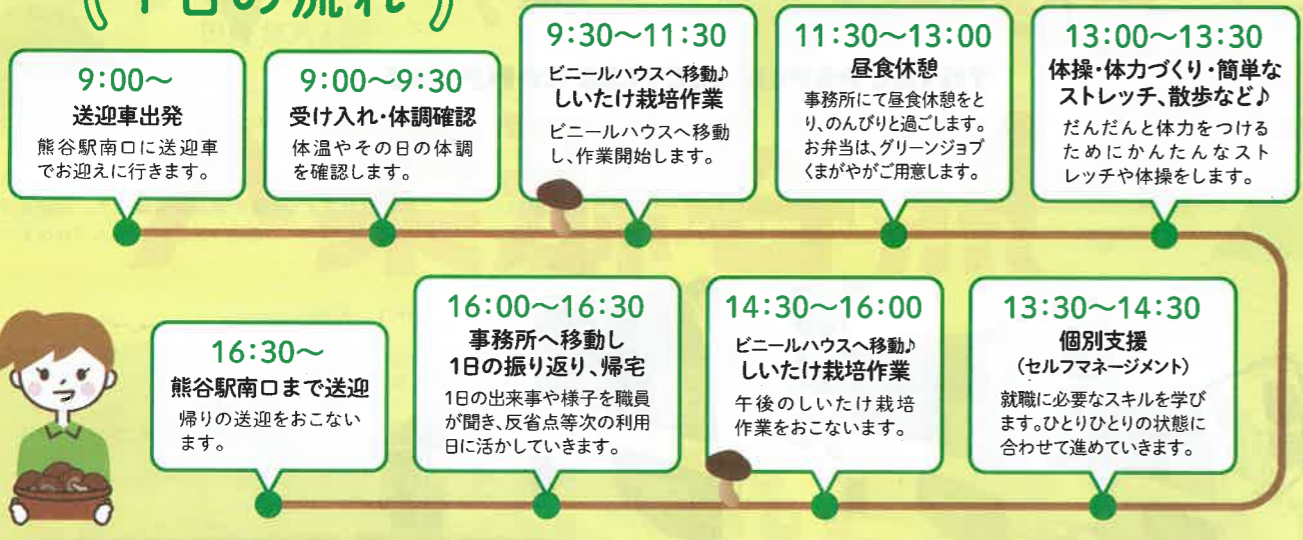 1日の流れ
9:00〜
送迎車出発
熊谷駅南口に送迎車
でお迎えに行きます。
9:00〜9:30
受け入れ・体調確認
体温やその日の体調
を確認します。
9:30〜11:30
ビニールハウスへ移動♪
しいたけ栽培作業
ビニールハウスへ移動
し、作業開始します。
11:30〜13:00
昼食休憩
事務所にて昼食休憩をと
り、のんびりと過ごします。
お弁当は、グリーンジョブ
くまがやがご用意します。
13:00〜13:30
体操・体力づくり・簡単な
ストレッチ、散歩など♪
だんだんと体力をつける
ためにかんたんなスト
レッチや体操をします。
13:30〜14:30
個別支援
（セルフマネージメント）
就職に必要なスキルを学び
ます。ひとりひとりの状態に
合わせて進めていきます。
14:30〜16:00
ビニールハウスへ移動♪
しいたけ栽培作業
午後のしいたけ栽培
作業をおこないます。
16:00〜16:30
事務所へ移動し
1日の振り返り、帰宅
1日の出来事や様子を職員
が聞き、反省点等次の利用
日に活かしていきます。
16:30〜
熊谷駅南口まで送迎
帰りの送迎をおこない
ます。